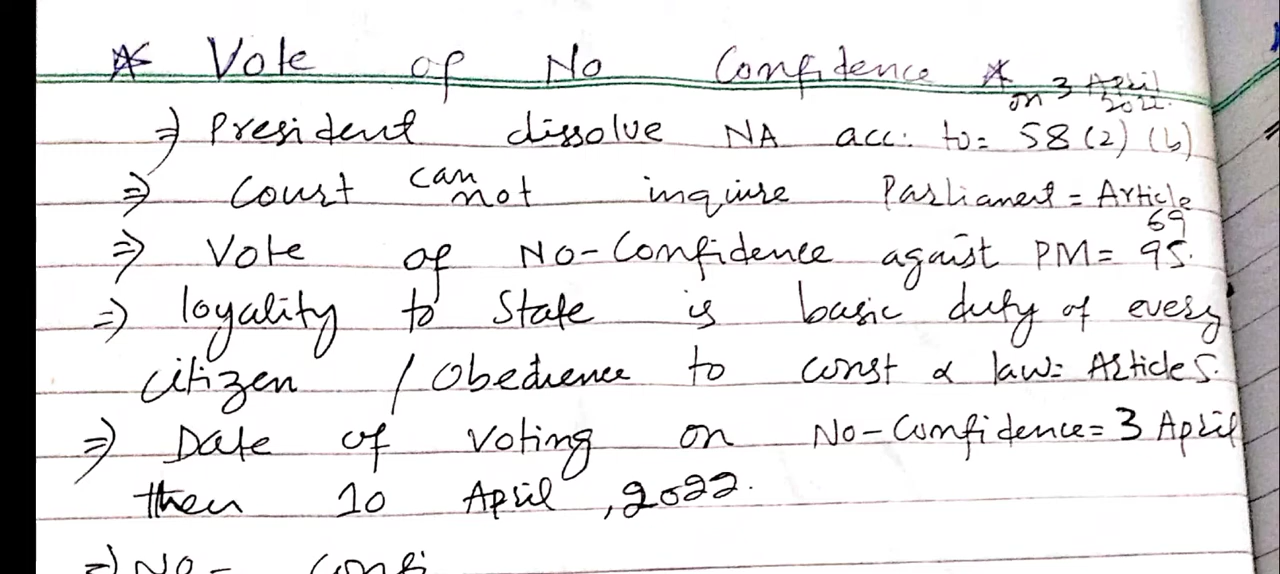 * Vote of No Confidence *
on 3 April 2022.
⇒ President dissolve NA acc. to = 58 (2) (b)
⇒ Court can not inquire Parliament = Article 69
⇒ Vote of No-Confidence against PM = 95.
⇒ loyality to State is basic duty of every
citizen / Obedience to const & law = Article 5.
⇒ Date of Voting on No-Confidence = 3 April
then 10 April, 2022.
⇒ No - Confi